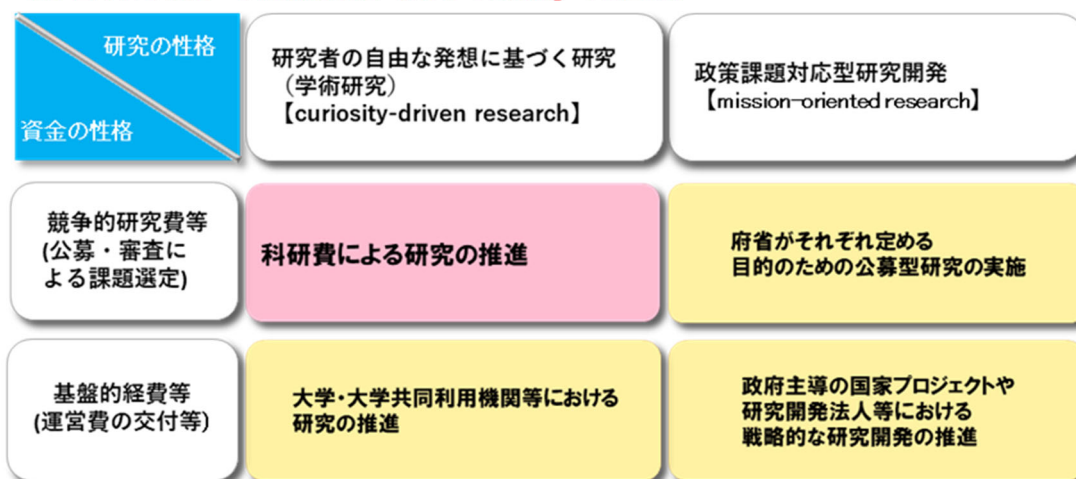 研究の性格
資金の性格
研究者の自由な発想に基づく研究
（学術研究）
【curiosity-driven research】
政策課題対応型研究開発
【mission-oriented research】
競争的研究費等
(公募・審査に
よる課題選定)
科研費による研究の推進
府省がそれぞれ定める
目的のための公募型研究の実施
基盤的経費等
(運営費の交付等)
大学・大学共同利用機関等における
研究の推進
政府主導の国家プロジェクトや
研究開発法人等における
戦略的な研究開発の推進